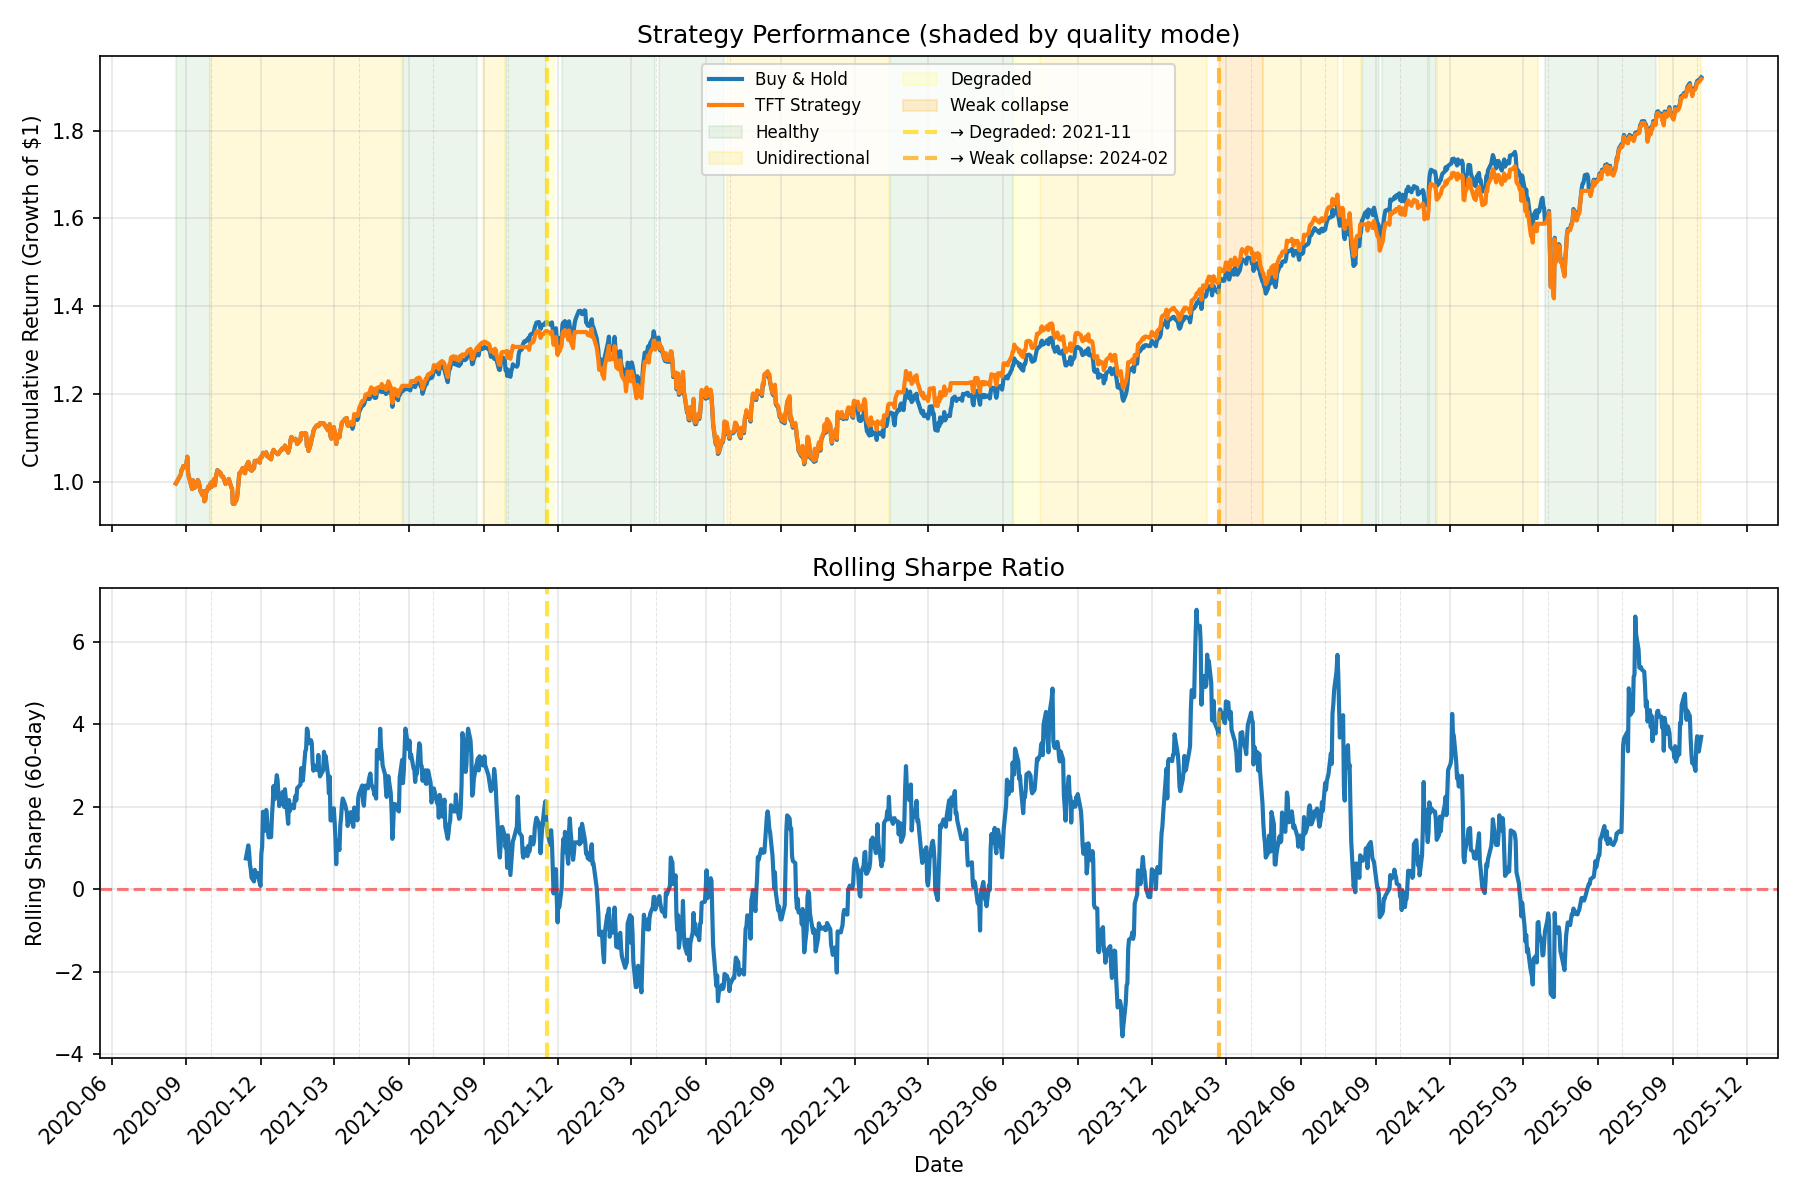 Strategy Performance (shaded by quality mode)
Cumulative Return (Growth of $1)
1.8
1.6
1.4
1.2
1.0
Buy & Hold
TFT Strategy
Healthy
Unidirectional
Degraded
Weak collapse
→ Degraded: 2021-11
→ Weak collapse: 2024-02
Rolling Sharpe Ratio
Rolling Sharpe (60-day)
6
4
2
0
−2
−4
2020-06
2020-09
2020-12
2021-03
2021-06
2021-09
2021-12
2022-03
2022-06
2022-09
2022-12
2023-03
2023-06
2023-09
2023-12
2024-03
2024-06
2024-09
2024-12
2025-03
2025-06
2025-09
2025-12
Date